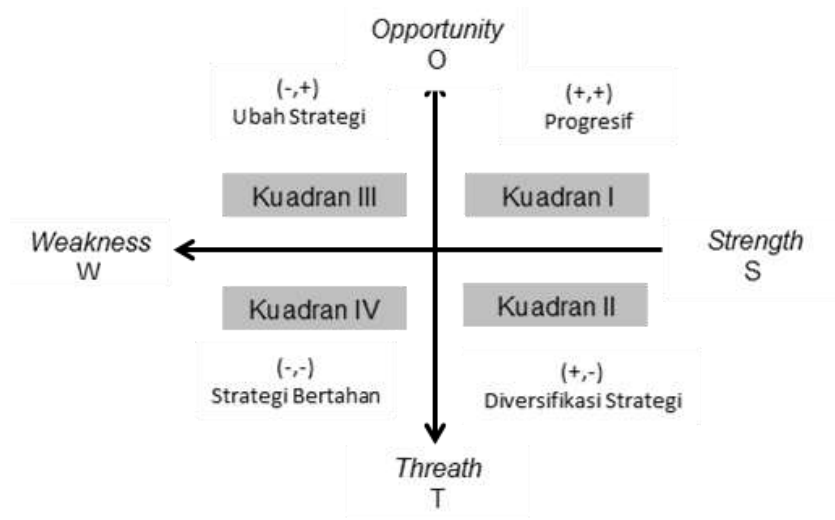 Opportunity
O
(-,+)
Ubah Strategi
(+,+)
Progresif
Kuadran III
Kuadran I
Weakness
W
Strength
S
Kuadran IV
Kuadran II
(-,-)
Strategi Bertahan
(+,-)
Diversifikasi Strategi
Threath
T